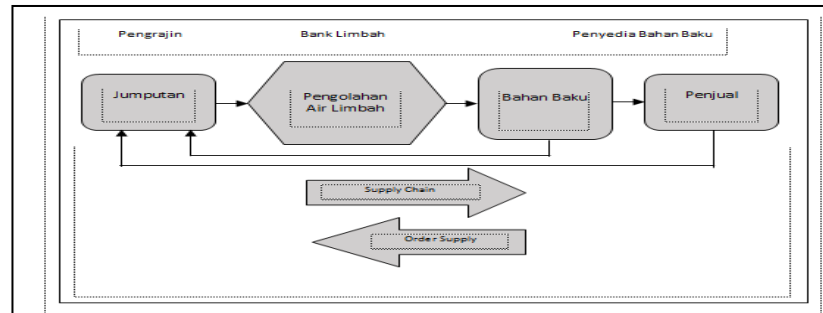 Pengrajin Bank Limbah Penyedia Bahan Baku
Jumputan
Pengolahan
Air Limbah
Bahan Baku
Penjual
Supply Chain
Order Supply